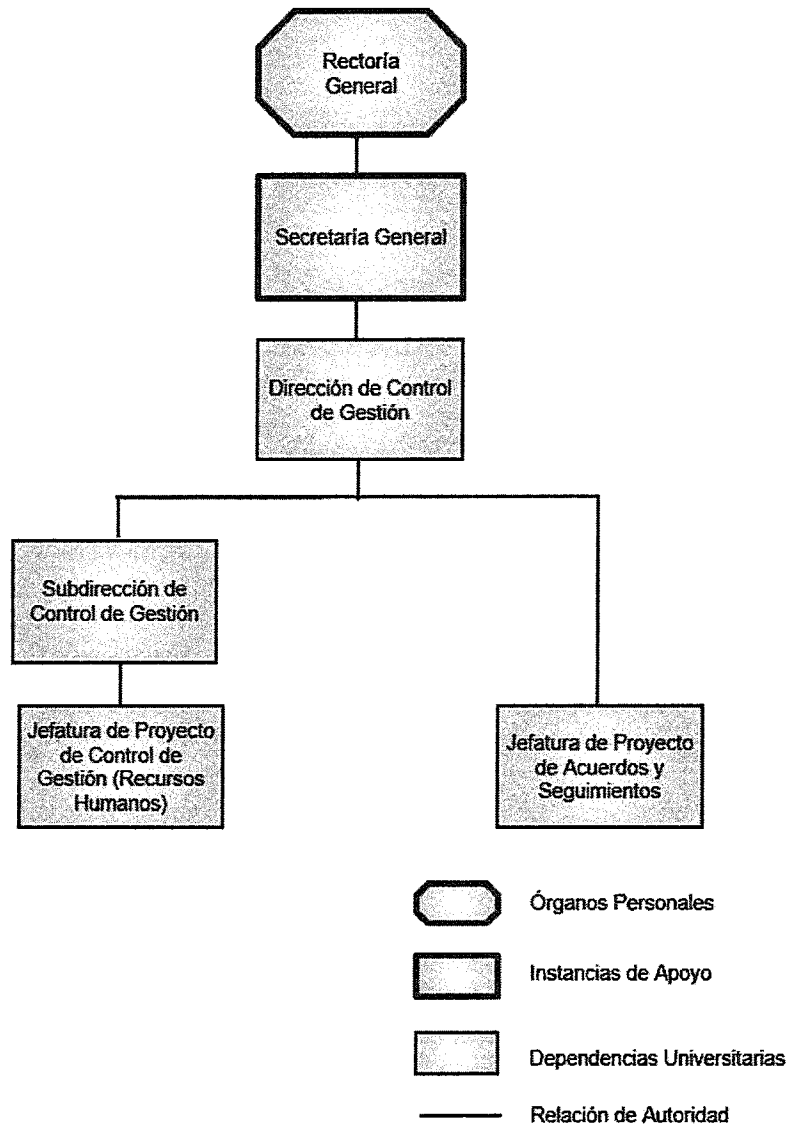 Rectoría
General
Secretaría General
Dirección de Control
de Gestión
Subdirección de
Control de Gestión
Jefatura de Proyecto
de Control de
Gestión (Recursos
Humanos)
Jefatura de Proyecto
de Acuerdos y
Seguimientos
Órganos Personales
Instancias de Apoyo
Dependencias Universitarias
Relación de Autoridad